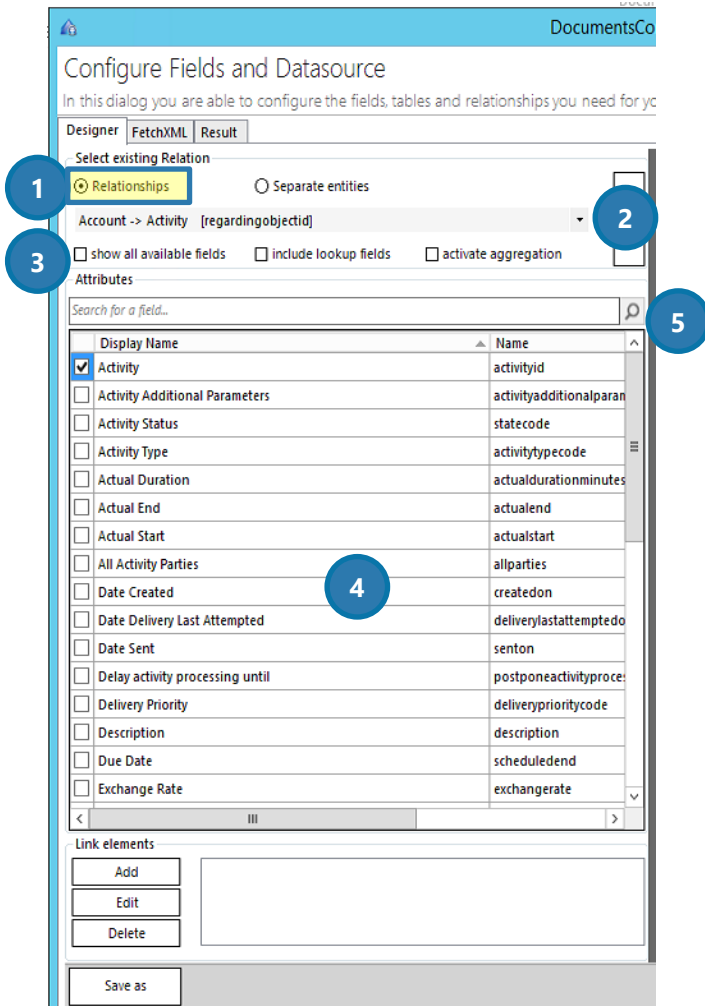 DocumentsCo
Configure Fields and Datasource
In this dialog you are able to configure the fields, tables and relationships you need for yo
Designer FetchXML Result
Select existing Relation
1 Relationships Separate entities
Account -> Activity [regardingobjectid] 2
3 show all available fields include lookup fields activate aggregation
Attributes
Search for a field... 5
Display Name Name
Activity activityid
Activity Additional Parameters activityadditionalparam
Activity Status statecode
Activity Type activitytypecode
Actual Duration actualdurationminutes
Actual End actualend
Actual Start actualstart
All Activity Parties allparties
4
Date Created createdon
Date Delivery Last Attempted deliverylastattemptedo
Date Sent senton
Delay activity processing until postponeactivityproces
Delivery Priority deliveryprioritycode
Description description
Due Date scheduledend
Exchange Rate exchangerate
Link elements
Add
Edit
Delete
Save as